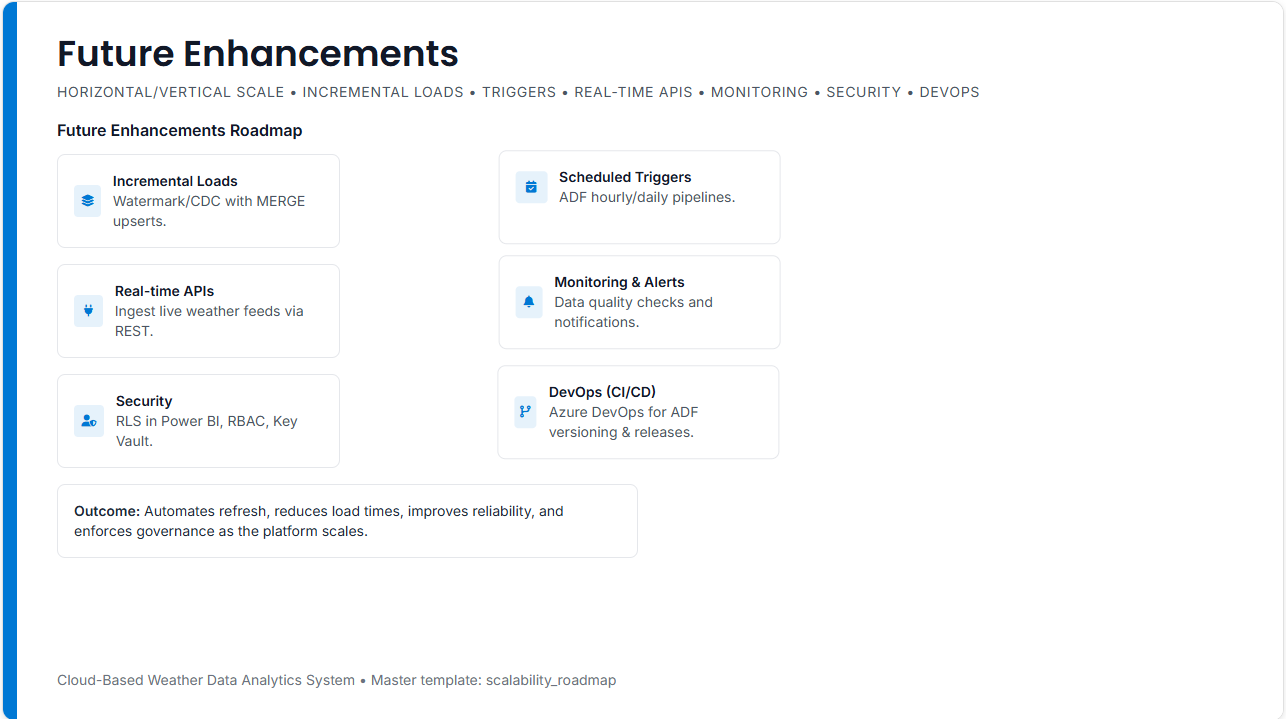 Future Enhancements
HORIZONTAL/VERTICAL SCALE • INCREMENTAL LOADS • TRIGGERS • REAL-TIME APIS • MONITORING • SECURITY • DEVOPS
Future Enhancements Roadmap
Incremental Loads
Watermark/CDC with MERGE
upserts.
Scheduled Triggers
ADF hourly/daily pipelines.
Real-time APIs
Ingest live weather feeds via
REST.
Monitoring & Alerts
Data quality checks and
notifications.
Security
RLS in Power BI, RBAC, Key
Vault.
DevOps (CI/CD)
Azure DevOps for ADF
versioning & releases.
Outcome: Automates refresh, reduces load times, improves reliability, and
enforces governance as the platform scales.
Cloud-Based Weather Data Analytics System • Master template: scalability_roadmap